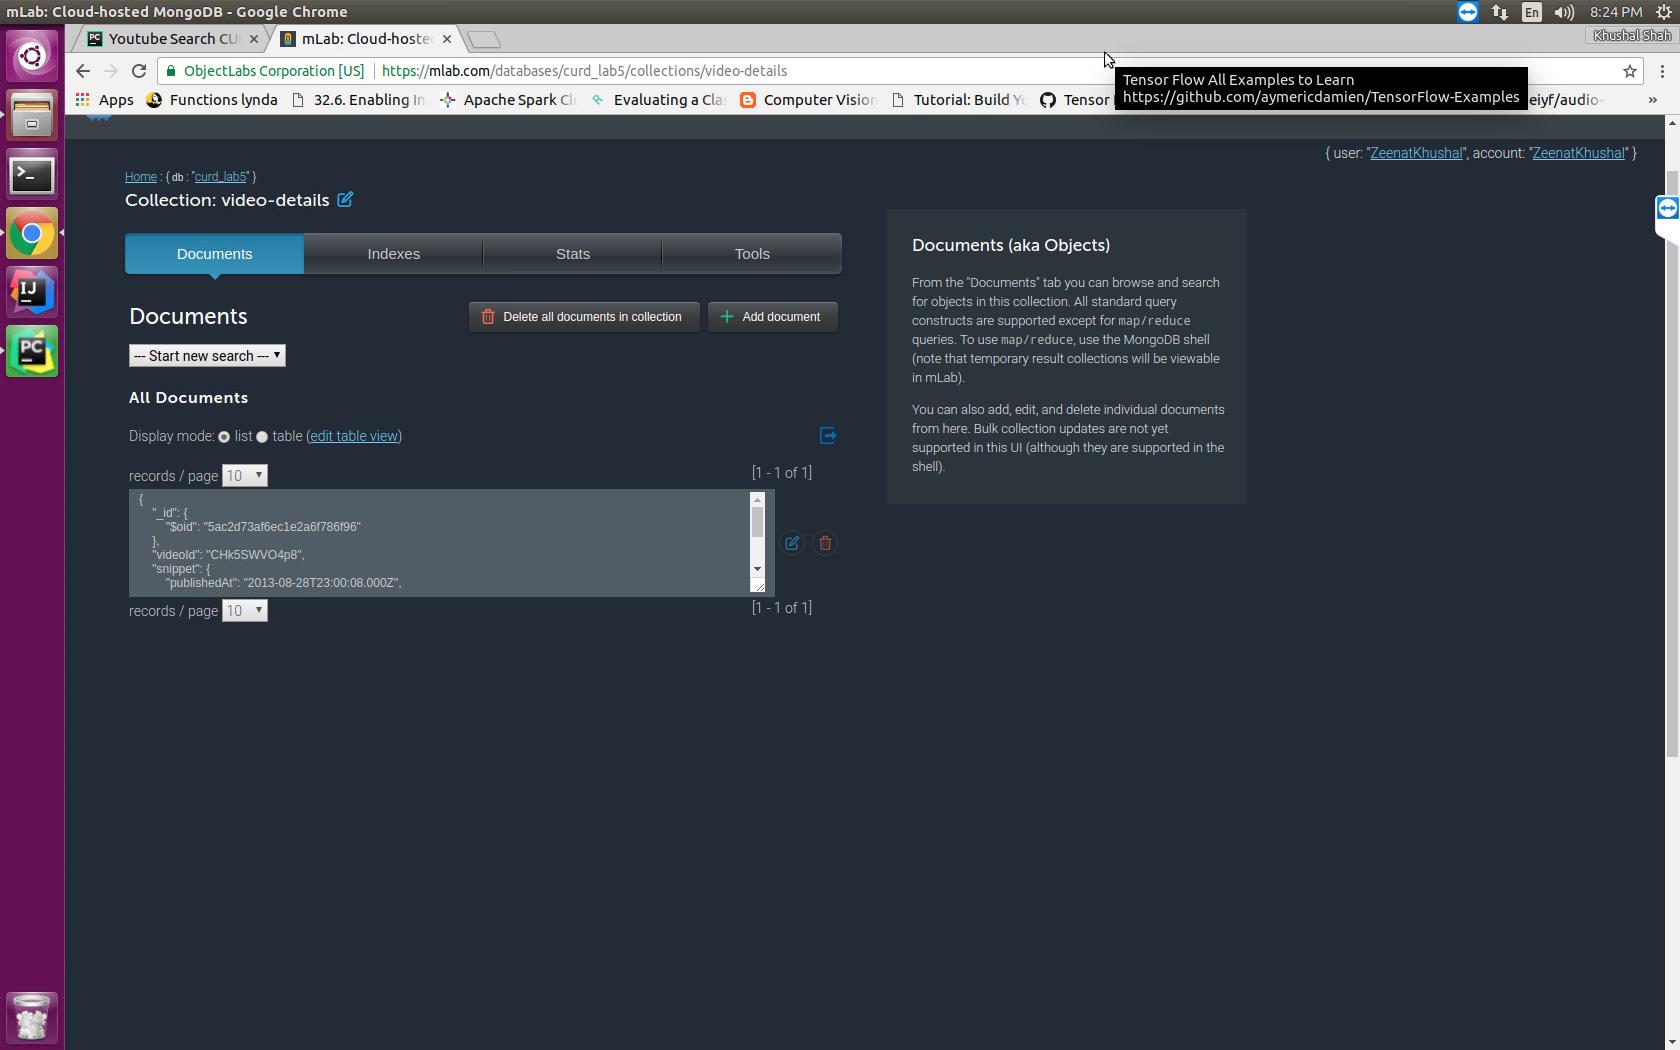 mLab: Cloud-hosted MongoDB - Google Chrome
En
8:24 PM
Youtube Search CU
mLab: Cloud-hoste
Khushal Shah
ObjectLabs Corporation [US]
https://mlab.com/databases/curd_lab5/collections/video-details
Tensor Flow All Examples to Learn
https://github.com/aymericdamien/TensorFlow-Examples
Apps
Functions lynda
32.6. Enabling In
Apache Spark Cl
Evaluating a Clas
Computer Vision
Tutorial: Build Yo
Tensor
eiyf/audio-
»
{ user: "ZeenatKhushal", account: "ZeenatKhushal" }
Home : { db : "curd_lab5" }
Collection: video-details
Documents
Indexes
Stats
Tools
Documents
Delete all documents in collection
Add document
--- Start new search ---
All Documents
Display mode: list table (edit table view)
records / page 10
[1 - 1 of 1]
{
"_id": {
"$oid": "5ac2d73af6ec1e2a6f786f96"
},
"videoId": "CHk5SWVO4p8",
"snippet": {
"publishedAt": "2013-08-28T23:00:08.000Z",
records / page 10
[1 - 1 of 1]
Documents (aka Objects)
From the "Documents" tab you can browse and search
for objects in this collection. All standard query
constructs are supported except for map/reduce
queries. To use map/reduce, use the MongoDB shell
(note that temporary result collections will be viewable
in mLab).
You can also add, edit, and delete individual documents
from here. Bulk collection updates are not yet
supported in this UI (although they are supported in the
shell).
IJ
PC